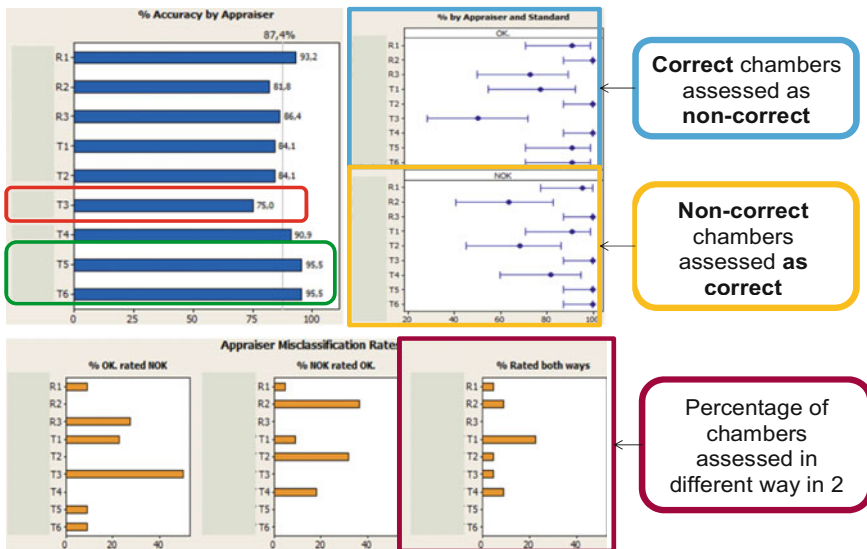 % Accuracy by Appraiser
87,4%
R1
93,2
R2
81,8
R3
86,4
T1
84,1
T2
84,1
T3
75,0
T4
90,9
T5
95,5
T6
95,5
0
25
50
75
100
% by Appraiser and Standard
OK.
R1
R2
R3
T1
T2
T3
T4
T5
T6
NOK
R1
R2
R3
T1
T2
T3
T4
T5
T6
20
40
60
80
100
Correct chambers
assessed as
non-correct
Non-correct
chambers
assessed as
correct
Appraiser Misclassification Rates
% OK. rated NOK
R1
R2
R3
T1
T2
T3
T4
T5
T6
0
20
40
% NOK rated OK.
R1
R2
R3
T1
T2
T3
T4
T5
T6
0
20
40
% Rated both ways
R1
R2
R3
T1
T2
T3
T4
T5
T6
0
20
40
Percentage of
chambers
assessed in
different way in 2